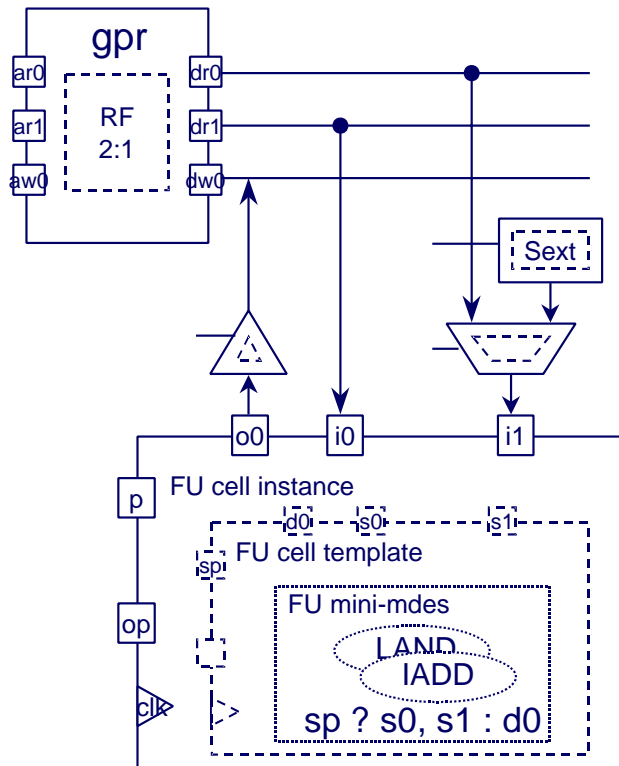 gpr
ar0
dr0
RF
2:1
ar1
dr1
aw0
dw0
Sext
o0
i0
i1
p
FU cell instance
d0
s0
s1
sp
FU cell template
FU mini-mdes
op
LAND
IADD
clk
sp ? s0, s1 : d0